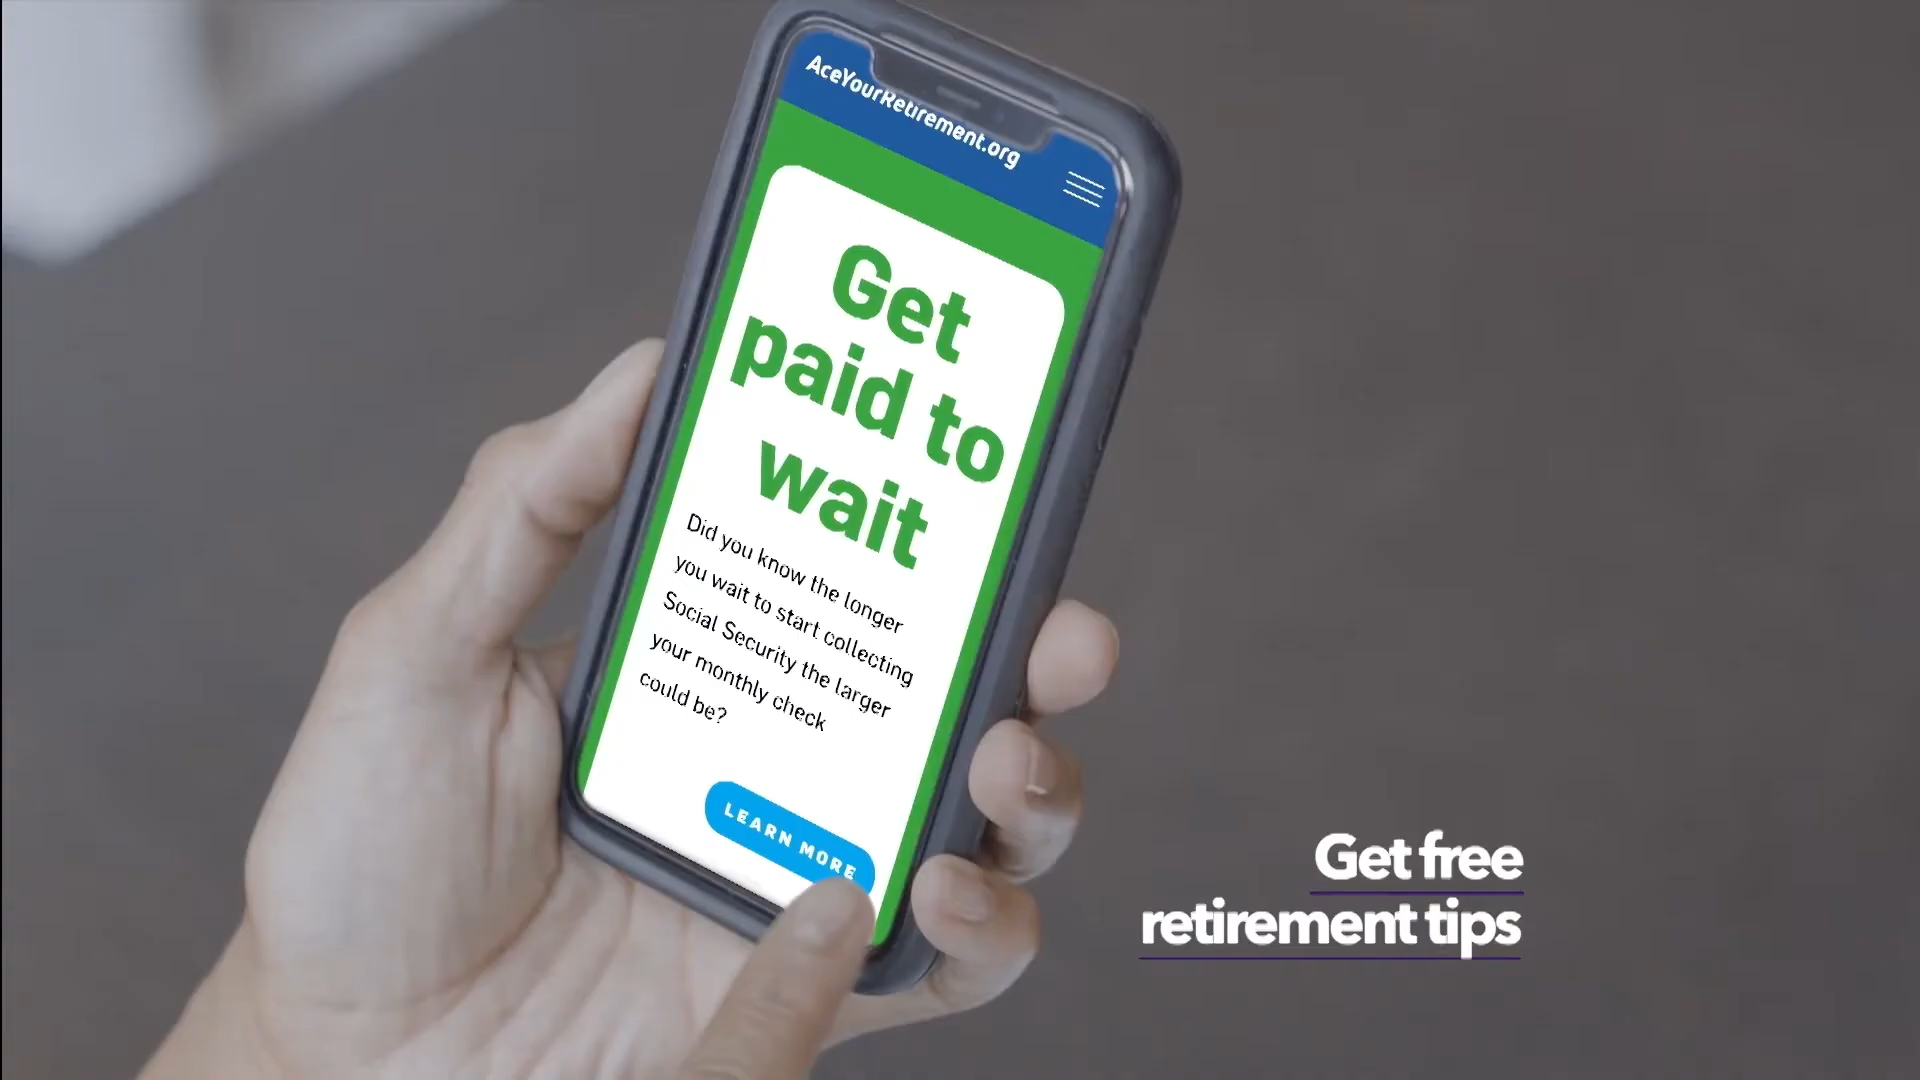 AceYourRetirement.org
Get
paid to
wait
Did you know the longer
you wait to start collecting
Social Security the larger
your monthly check
could be?
LEARN MORE
Get free
retirement tips